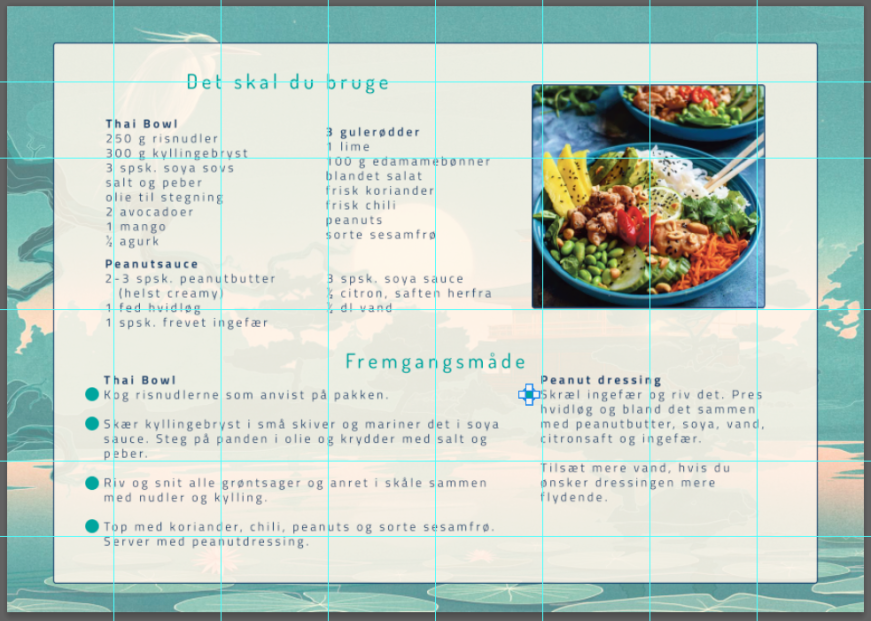 Det skal du bruge
Thai Bowl
250 g risnudler
300 g kyllingebryst
3 spsk. soya sovs
salt og peber
olie til stegning
2 avocadoer
1 mango
½ agurk
3 gulerødder
1 lime
100 g edamamebønner
blandet salat
frisk koriander
frisk chili
peanuts
sorte sesamfrø
Peanutsauce
2-3 spsk. peanutbutter
(helst creamy)
1 fed hvidløg
1 spsk. frevet ingefær
3 spsk. soya sauce
½ citron, saften herfra
½ dl vand
Fremgangsmåde
Thai Bowl
Kog risnudlerne som anvist på pakken.
Skær kyllingebryst i små skiver og mariner det i soya
sauce. Steg på panden i olie og krydder med salt og
peber.
Riv og snit alle grøntsager og anret i skåle sammen
med nudler og kylling.
Top med koriander, chili, peanuts og sorte sesamfrø.
Server med peanutdressing.
Peanut dressing
Skræl ingefær og riv det. Pres
hvidløg og bland det sammen
med peanutbutter, soya, vand,
citronsaft og ingefær.
Tilsæt mere vand, hvis du
ønsker dressingen mere
flydende.